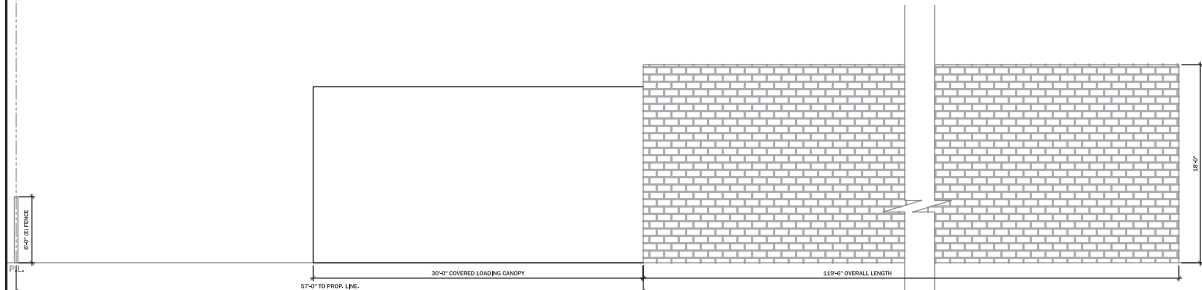 18'-0"
6'-0" (E) FENCE
P.L.
30'-0" COVERED LOADING CANOPY
119'-6" OVERALL LENGTH
57'-0" TO PROP. LINE.